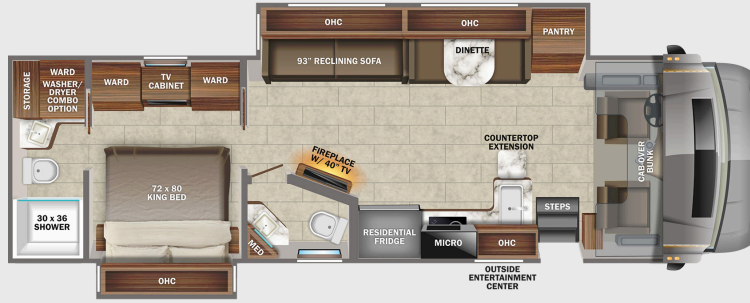 OHC
OHC
PANTRY
93" RECLINING SOFA
DINETTE
STORAGE
WARD
WASHER/
DRYER
COMBO
OPTION
WARD
TV
CABINET
WARD
COUNTERTOP
EXTENSION
CAB-OVER
BUNK
FIREPLACE
W/ 40" TV
72 x 80
KING BED
30 x 36
SHOWER
MED
RESIDENTIAL
FRIDGE
MICRO
OHC
STEPS
OUTSIDE
ENTERTAINMENT
CENTER
OHC